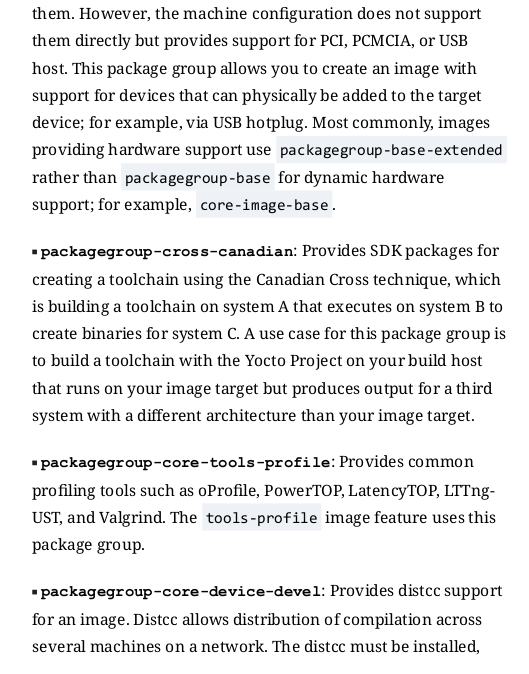 them. However, the machine configuration does not support
them directly but provides support for PCI, PCMCIA, or USB
host. This package group allows you to create an image with
support for devices that can physically be added to the target
device; for example, via USB hotplug. Most commonly, images
providing hardware support use packagegroup-base-extended
rather than packagegroup-base for dynamic hardware
support; for example, core-image-base.
▪ packagegroup-cross-canadian: Provides SDK packages for
creating a toolchain using the Canadian Cross technique, which
is building a toolchain on system A that executes on system B to
create binaries for system C. A use case for this package group is
to build a toolchain with the Yocto Project on your build host
that runs on your image target but produces output for a third
system with a different architecture than your image target.
▪ packagegroup-core-tools-profile: Provides common
profiling tools such as oProfile, PowerTOP, LatencyTOP, LTTng-
UST, and Valgrind. The tools-profile image feature uses this
package group.
▪ packagegroup-core-device-devel: Provides distcc support
for an image. Distcc allows distribution of compilation across
several machines on a network. The distcc must be installed,